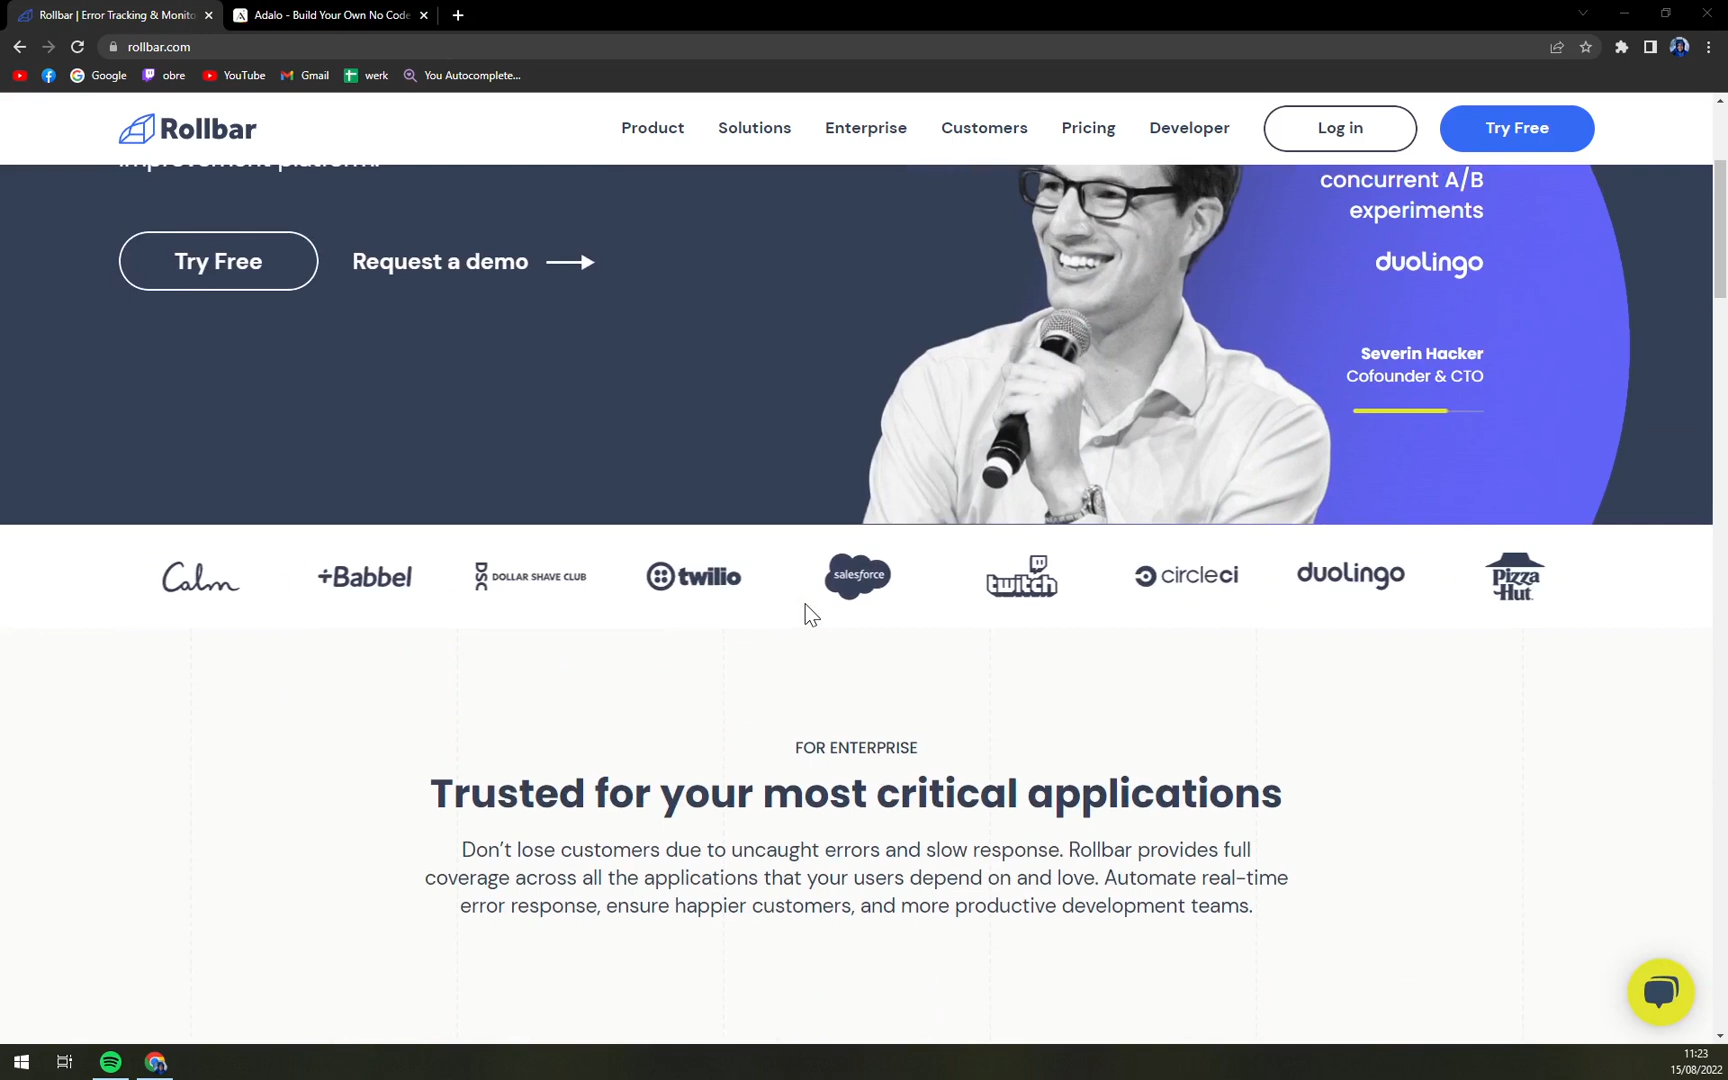 Rollbar | Error Tracking & Monito
Adalo - Build Your Own No Code
rollbar.com
Google
obre
YouTube
Gmail
werk
You Autocomplete...
Rollbar
Product
Solutions
Enterprise
Customers
Pricing
Developer
Log in
Try Free
improvement platform.
concurrent A/B
experiments
Try Free
Request a demo
duolingo
Severin Hacker
Cofounder & CTO
Calm
Babbel
DSC DOLLAR SHAVE CLUB
twilio
salesforce
twitch
circleci
duolingo
Pizza
Hut
FOR ENTERPRISE
Trusted for your most critical applications
Don’t lose customers due to uncaught errors and slow response. Rollbar provides full
coverage across all the applications that your users depend on and love. Automate real-time
error response, ensure happier customers, and more productive development teams.
11:23
15/08/2022